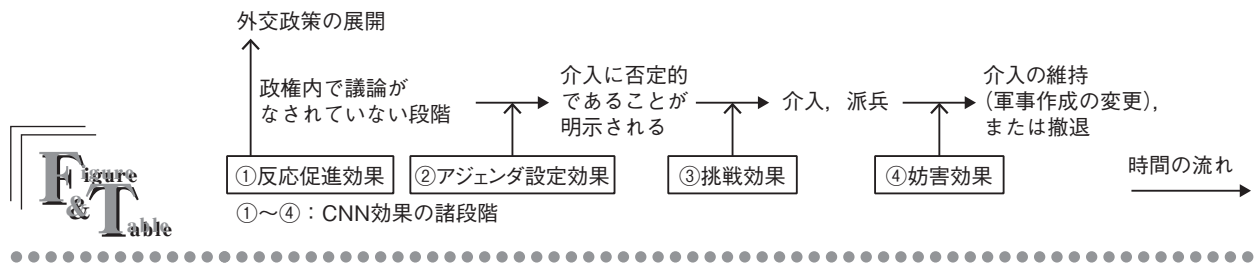 外交政策の展開
政権内で議論が
なされていない段階
介入に否定的
であることが
明示される
介入，派兵
介入の維持
（軍事作成の変更），
または撤退
①反応促進効果
②アジェンダ設定効果
③挑戦効果
④妨害効果
時間の流れ
①～④：CNN効果の諸段階
Figure
&Table